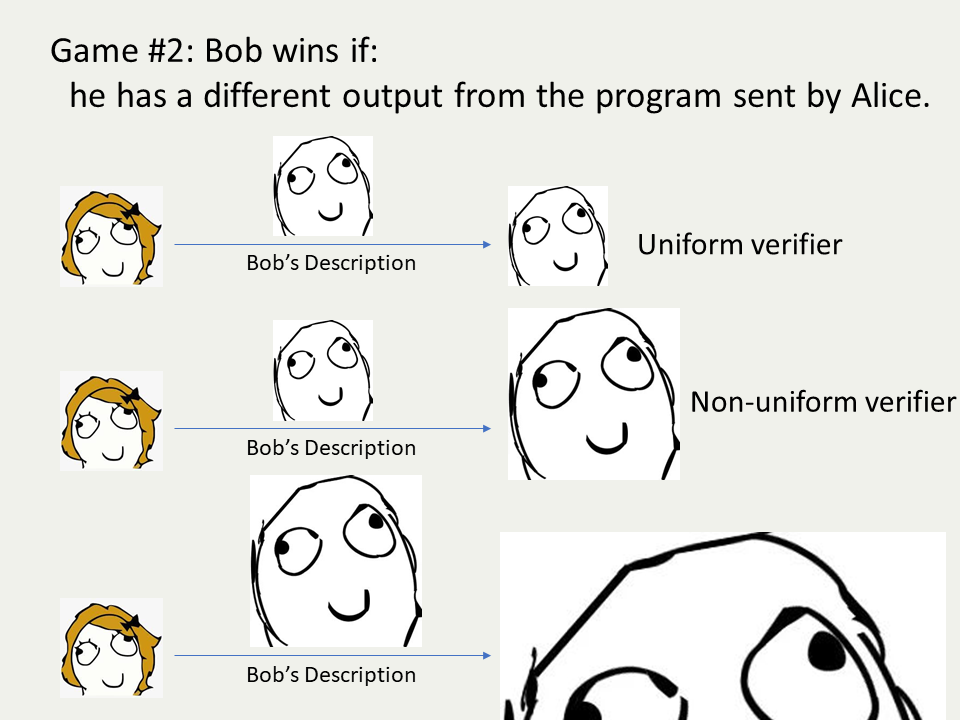 Game #2: Bob wins if:
he has a different output from the program sent by Alice.
Bob's Description
Uniform verifier
Bob's Description
Non-uniform verifier
Bob's Description